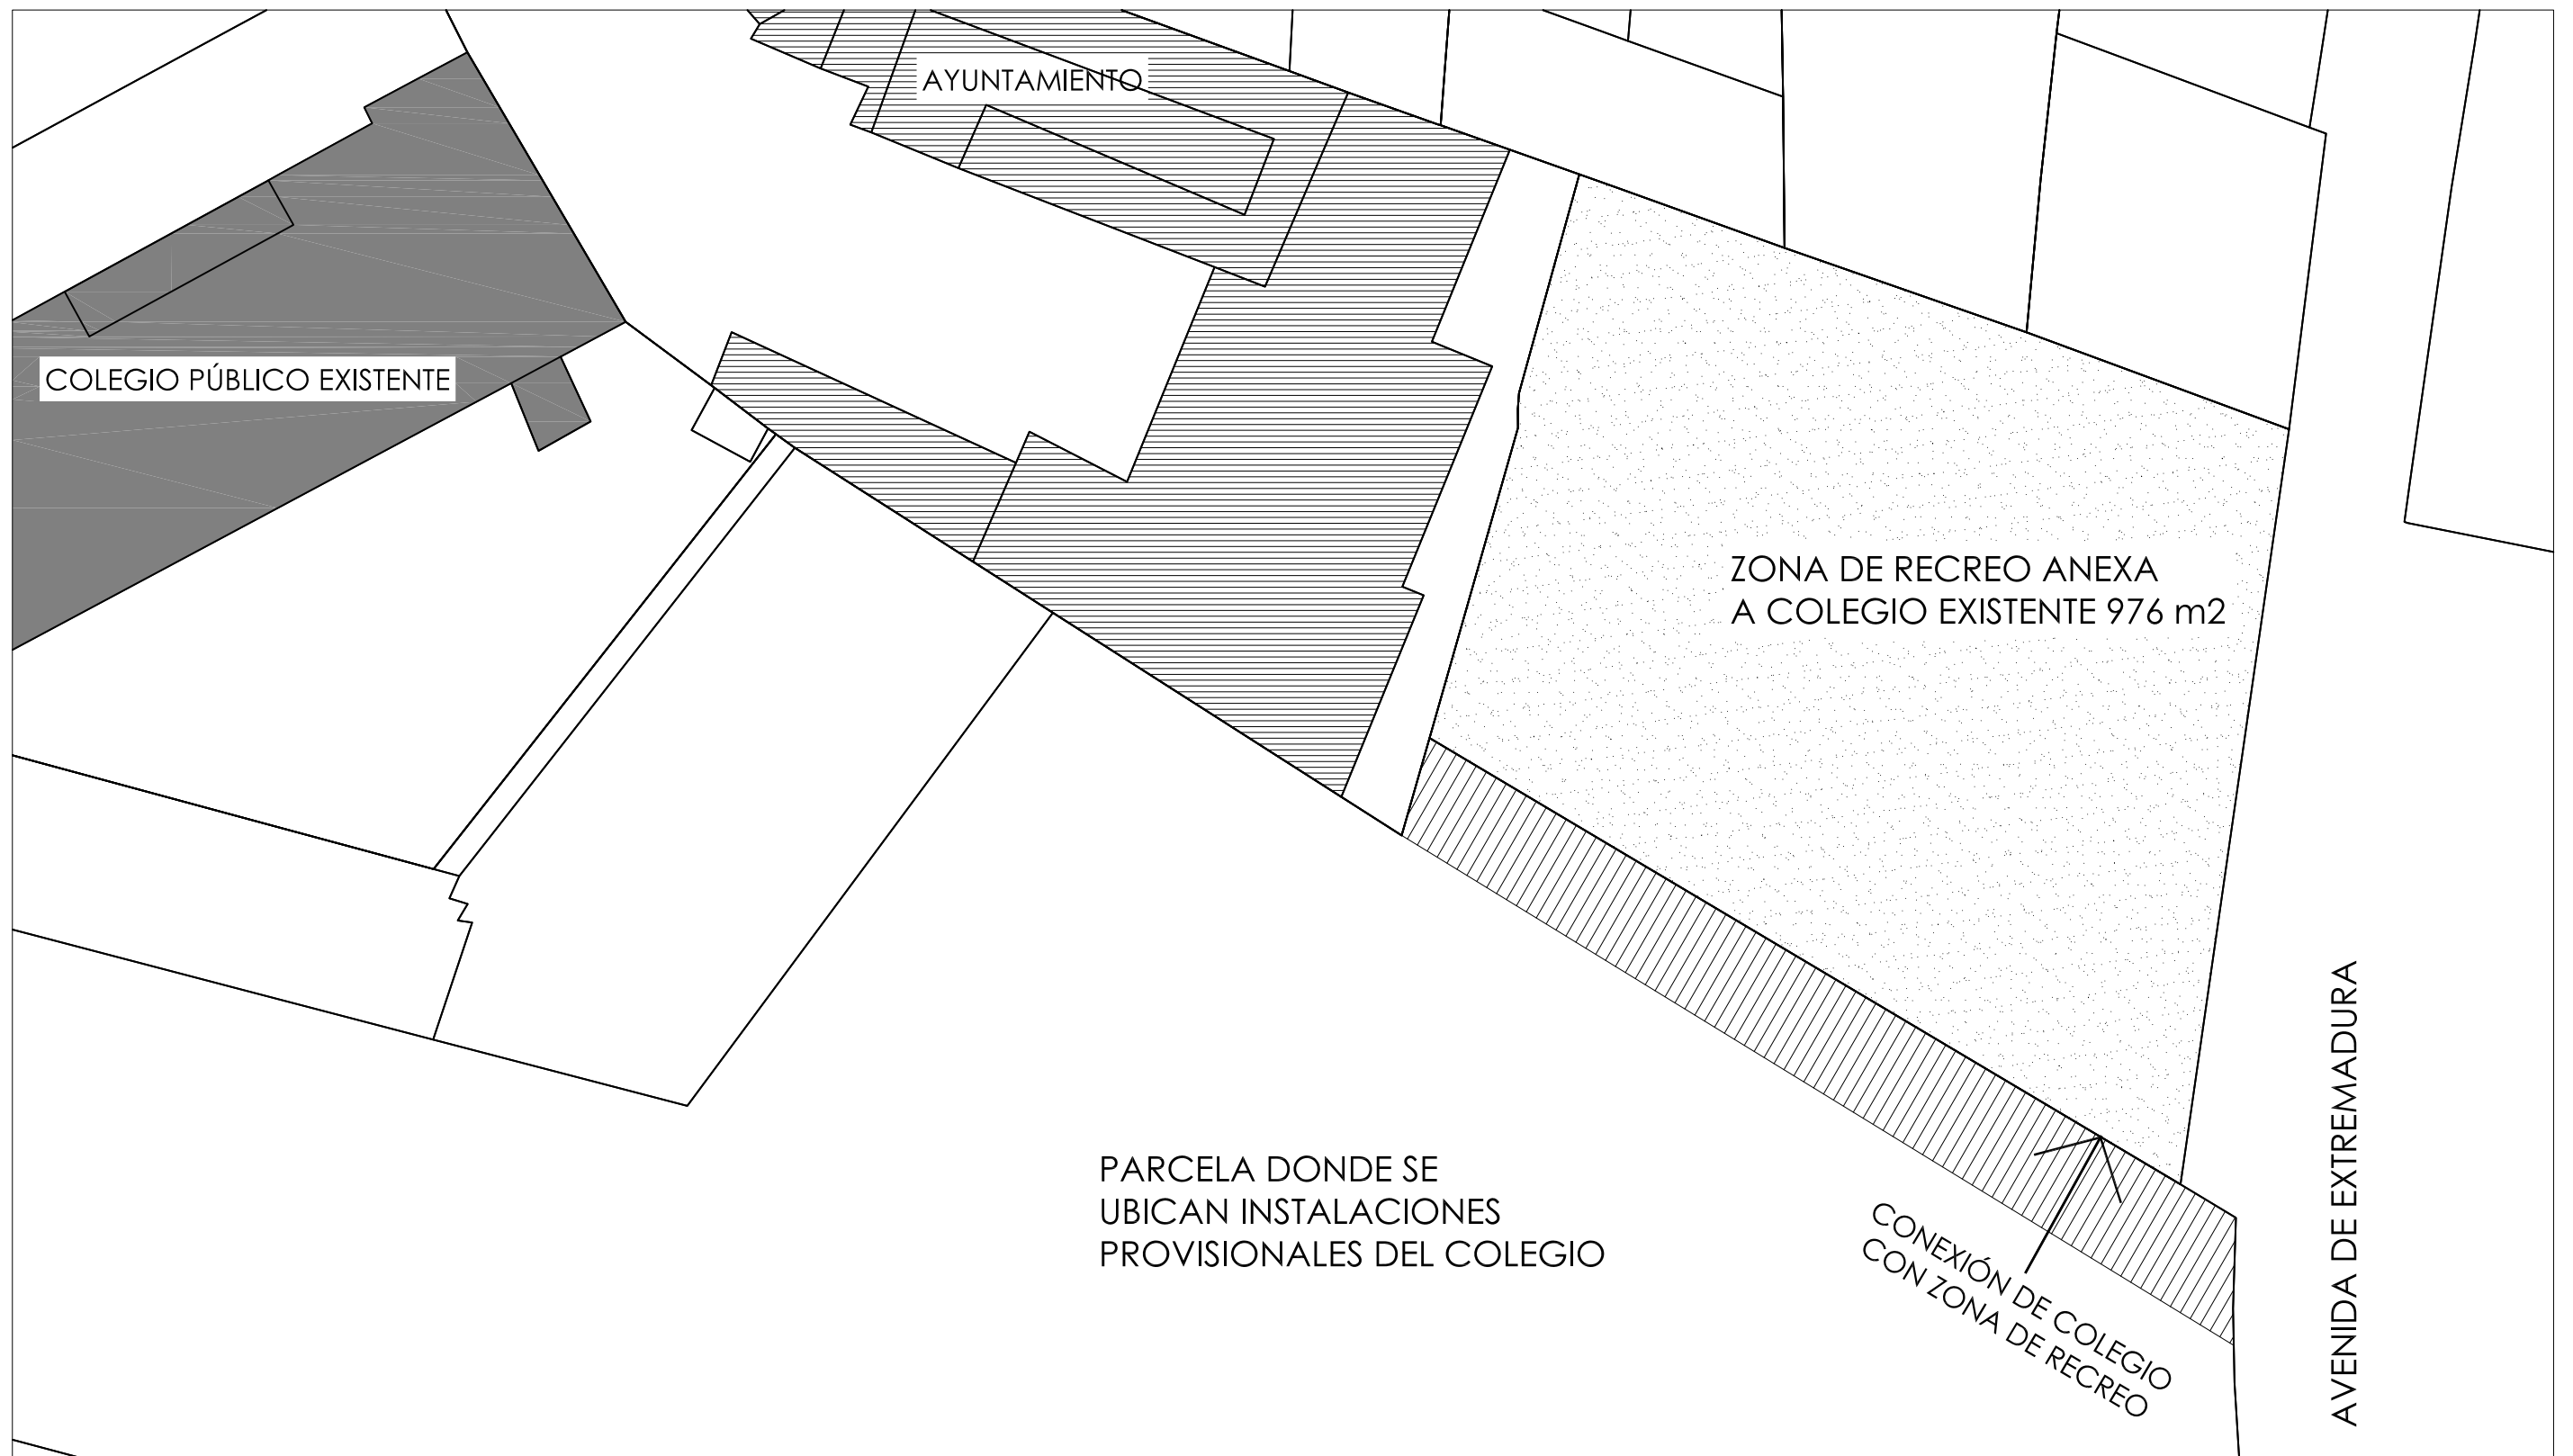 AYUNTAMIENTO
COLEGIO PÚBLICO EXISTENTE
ZONA DE RECREO ANEXA
A COLEGIO EXISTENTE 976 m2
PARCELA DONDE SE
UBICAN INSTALACIONES
PROVISIONALES DEL COLEGIO
CONEXIÓN DE COLEGIO
CON ZONA DE RECREO
AVENIDA DE EXTREMADURA